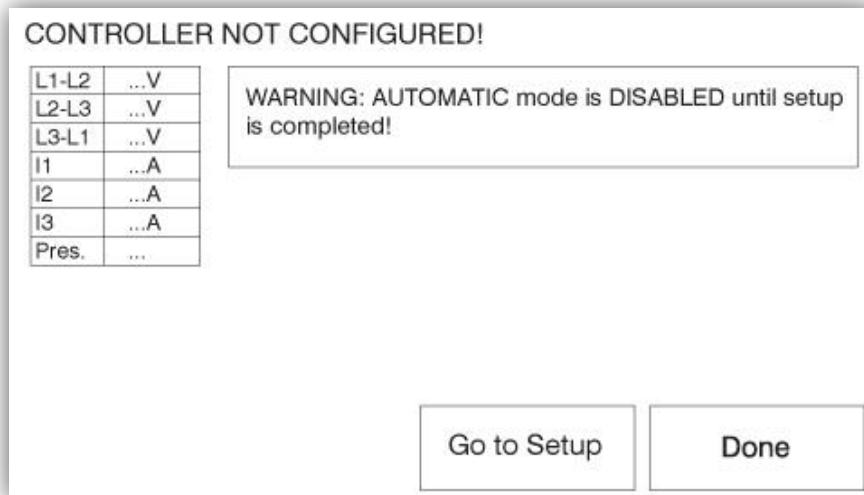 CONTROLLER NOT CONFIGURED!
L1-L2 ...V
L2-L3 ...V
L3-L1 ...V
I1 ...A
I2 ...A
I3 ...A
Pres. ...
WARNING: AUTOMATIC mode is DISABLED until setup
is completed!
Go to Setup
Done